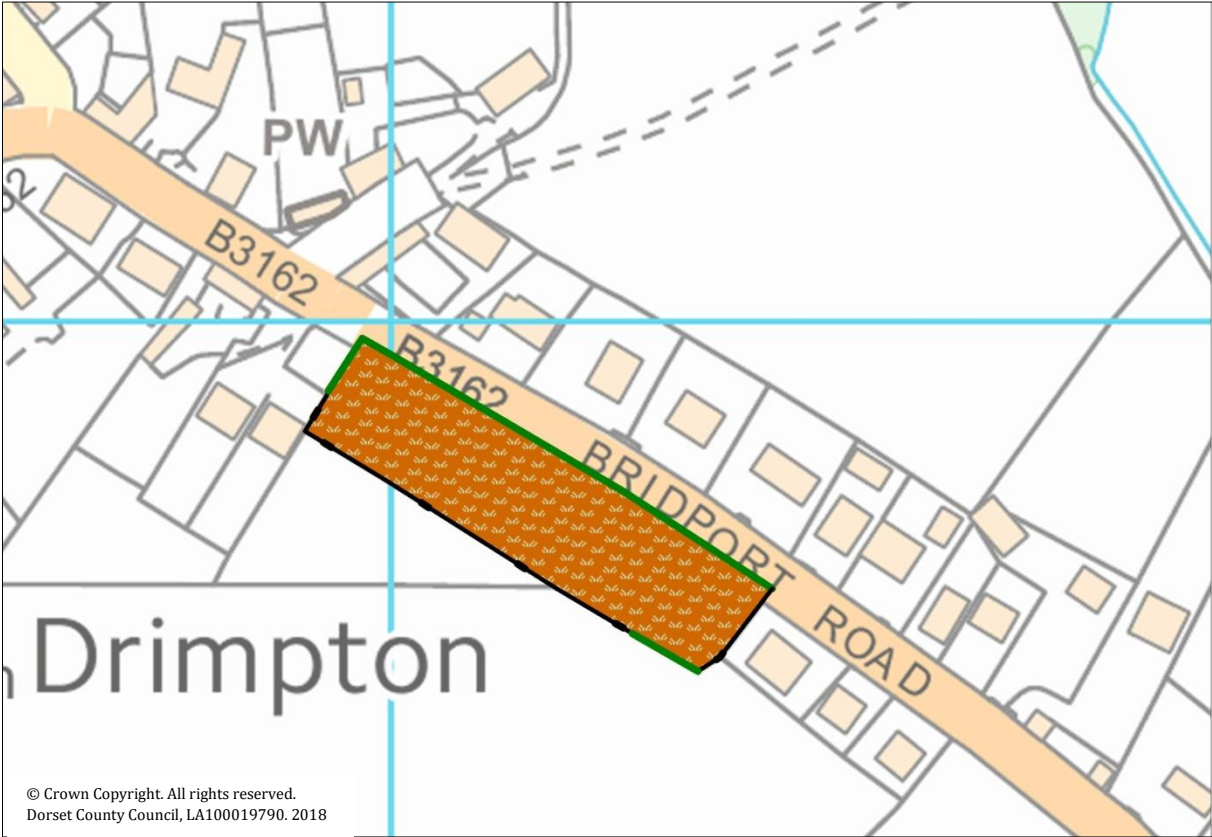 PW
B3162
B3162
BRIDPORT
ROAD
Drimpton
© Crown Copyright. All rights reserved.
Dorset County Council, LA100019790. 2018